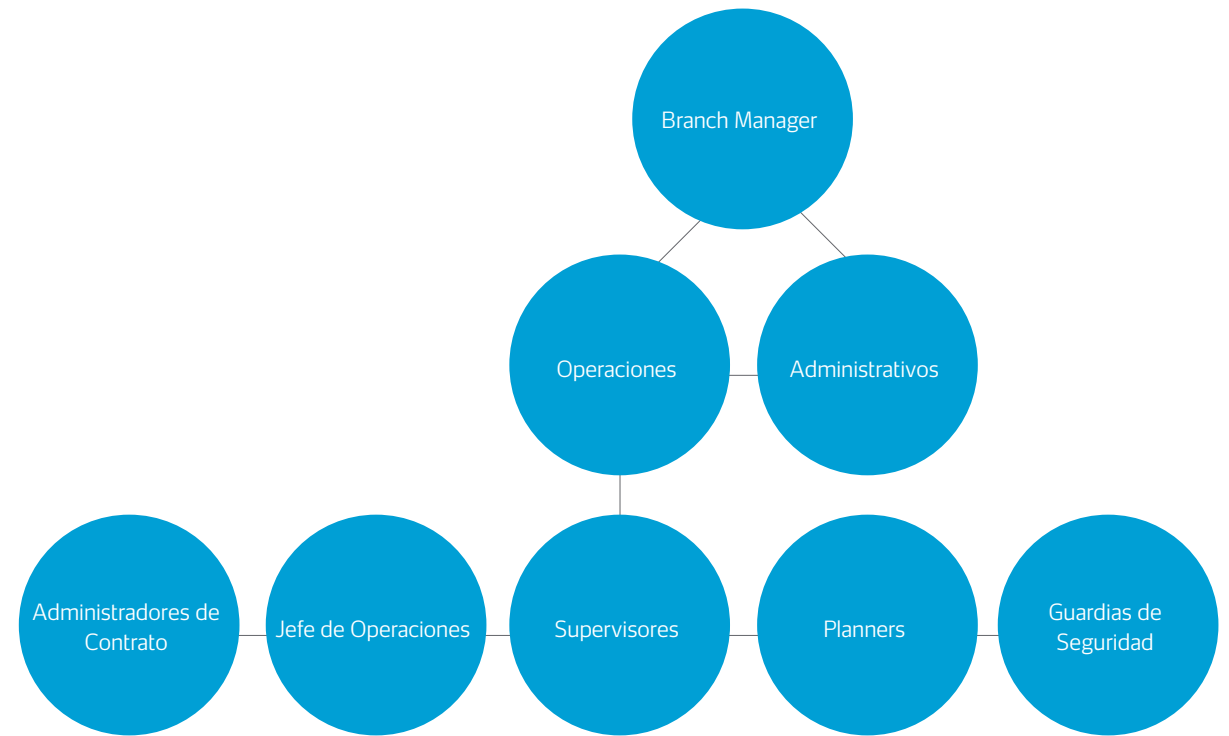 Branch Manager
Operaciones
Administrativos
Administradores de
Contrato
Jefe de Operaciones
Supervisores
Planners
Guardias de
Seguridad